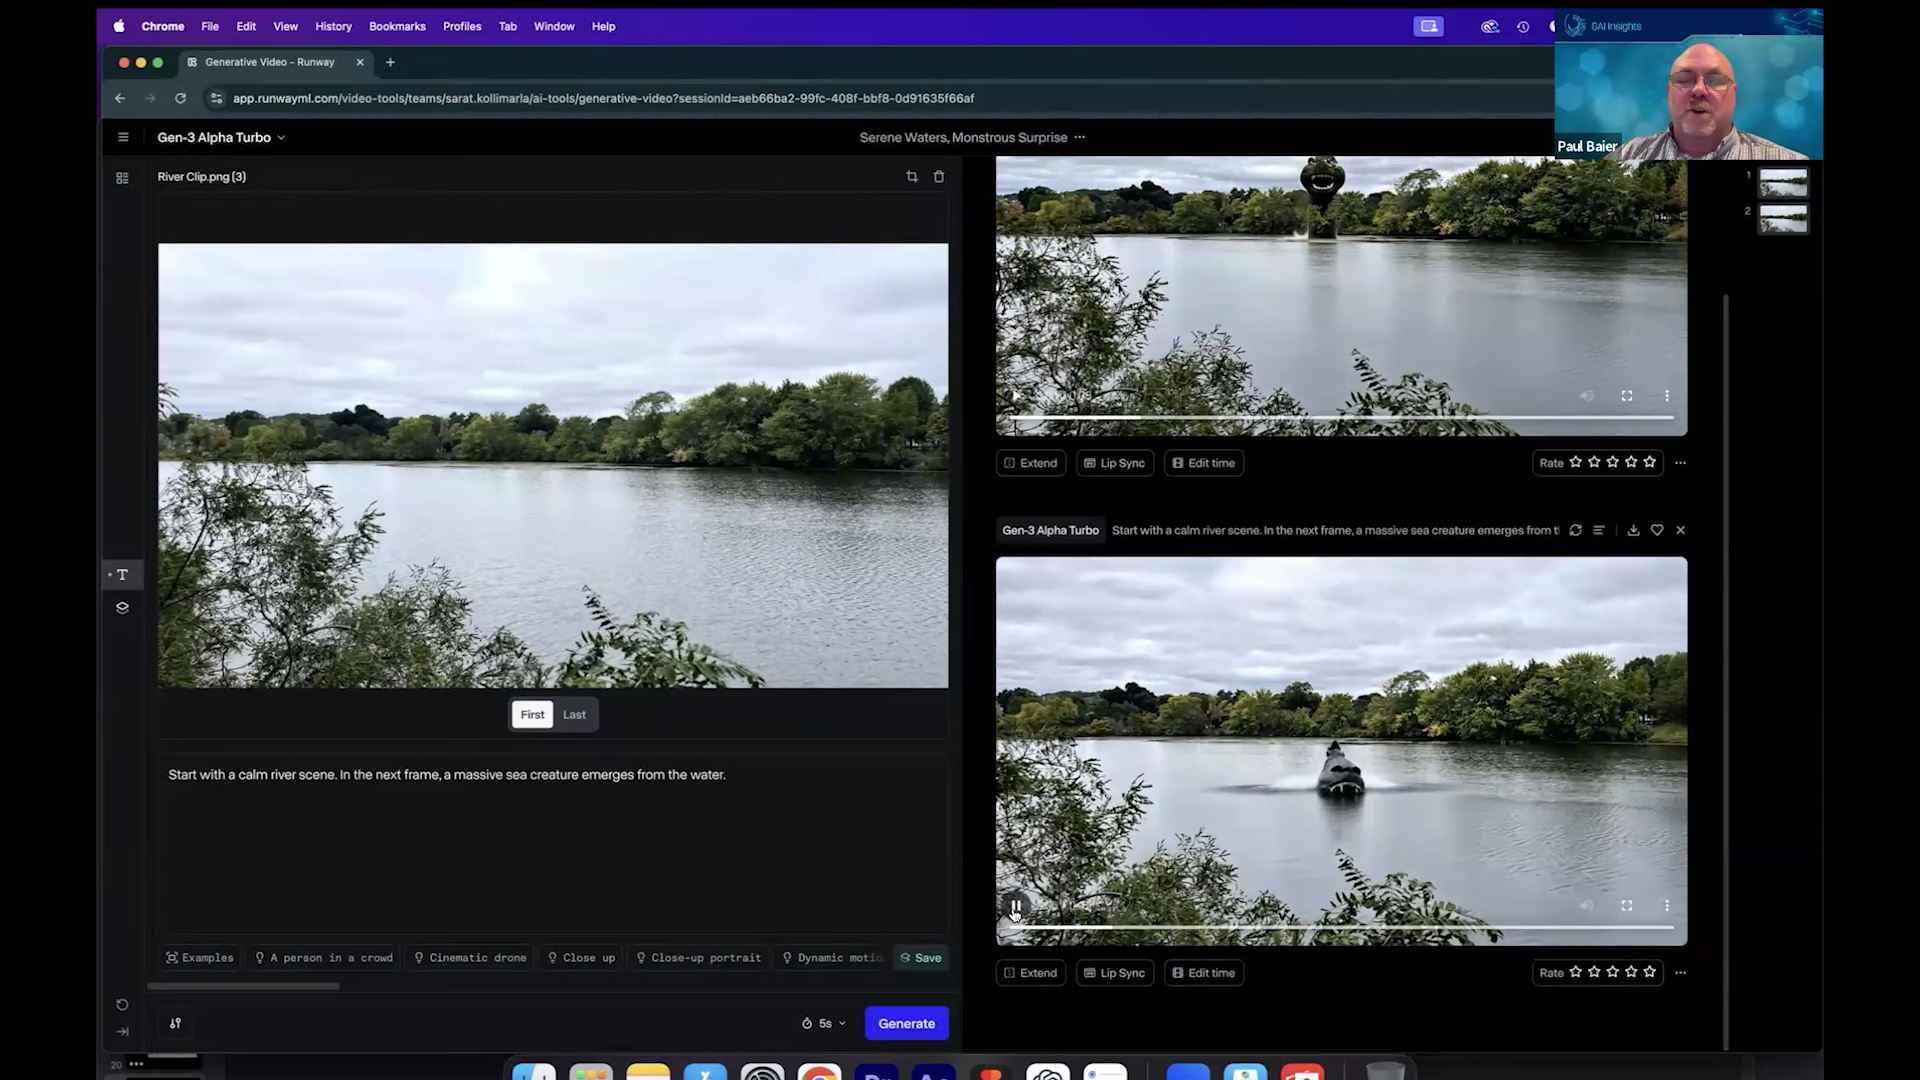 Chrome File Edit View History Bookmarks Profiles Tab Window Help
GAI Insights
Generative Video - Runway
app.runwayml.com/video-tools/teams/sarat.kollimarla/ai-tools/generative-video?sessionId=aeb66ba2-99fc-408f-bbf8-0d91635f66af
Gen-3 Alpha Turbo
Serene Waters, Monstrous Surprise
Paul Baier
River Clip.png (3)
1
2
Extend Lip Sync Edit time Rate
Gen-3 Alpha Turbo Start with a calm river scene. In the next frame, a massive sea creature emerges from t
First Last
Start with a calm river scene. In the next frame, a massive sea creature emerges from the water.
Examples A person in a crowd Cinematic drone Close up Close-up portrait Dynamic motio Save
Extend Lip Sync Edit time Rate
5s Generate
20